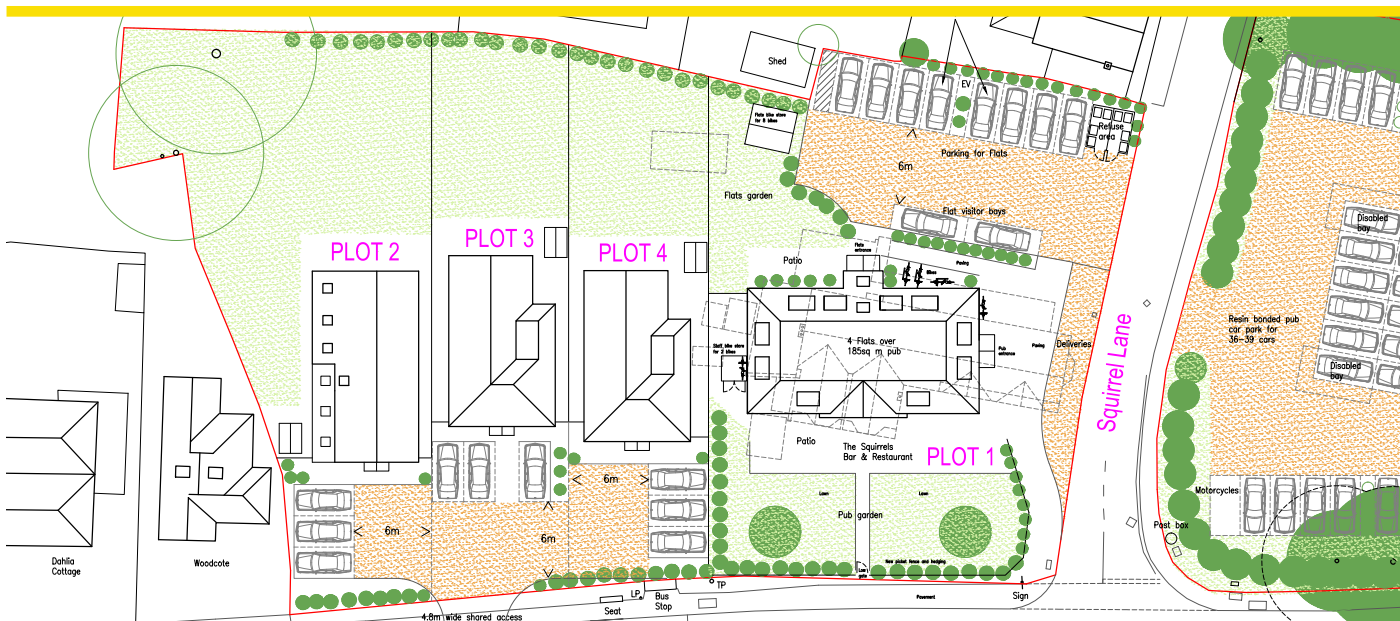 Shed
EV
Flats bike store
for 8 bikes
Refuse
area
Parking for Flats
6m
Flats garden
Flat visitor bays
Disabled
bay
PLOT 2
PLOT 3
PLOT 4
Flats
entrance
Patio
Paving
Bikes
Resin bonded pub
car park for
36-39 cars
Squirrel Lane
4 Flats over
185sq m pub
Staff bike store
for 2 bikes
Pub
entrance
Paving
Deliveries
Disabled
bay
Patio
The Squirrels
Bar & Restaurant
PLOT 1
6m
Lawn
Lawn
Motorcycles
Pub garden
Post box
6m
6m
Dahlia
Cottage
Woodcote
New picket fence and hedging
Low
gate
TP
LP
Bus
Stop
Seat
Pavement
Sign
4.8m wide shared access